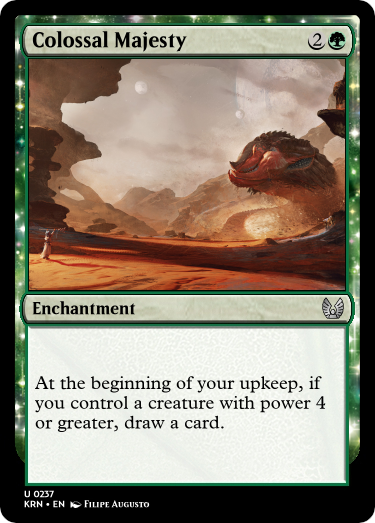 Colossal Majesty 2
Enchantment
At the beginning of your upkeep, if
you control a creature with power 4
or greater, draw a card.
U 0237
KRN • EN Filipe Augusto